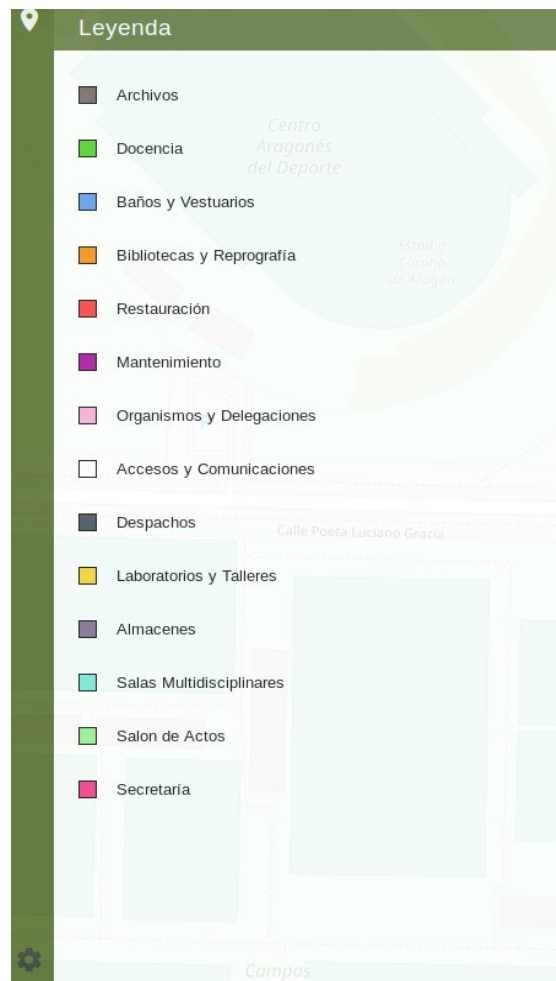 Leyenda
Archivos
Centro
Aragonés
del Deporte
Docencia
Baños y Vestuarios
Estadio
Corona
de Aragón
Bibliotecas y Reprografía
Restauración
Mantenimiento
Organismos y Delegaciones
Accesos y Comunicaciones
Despachos
Calle Poeta Luciano Gracia
Laboratorios y Talleres
Almacenes
Salas Multidisciplinares
Salon de Actos
Secretaría
Campos